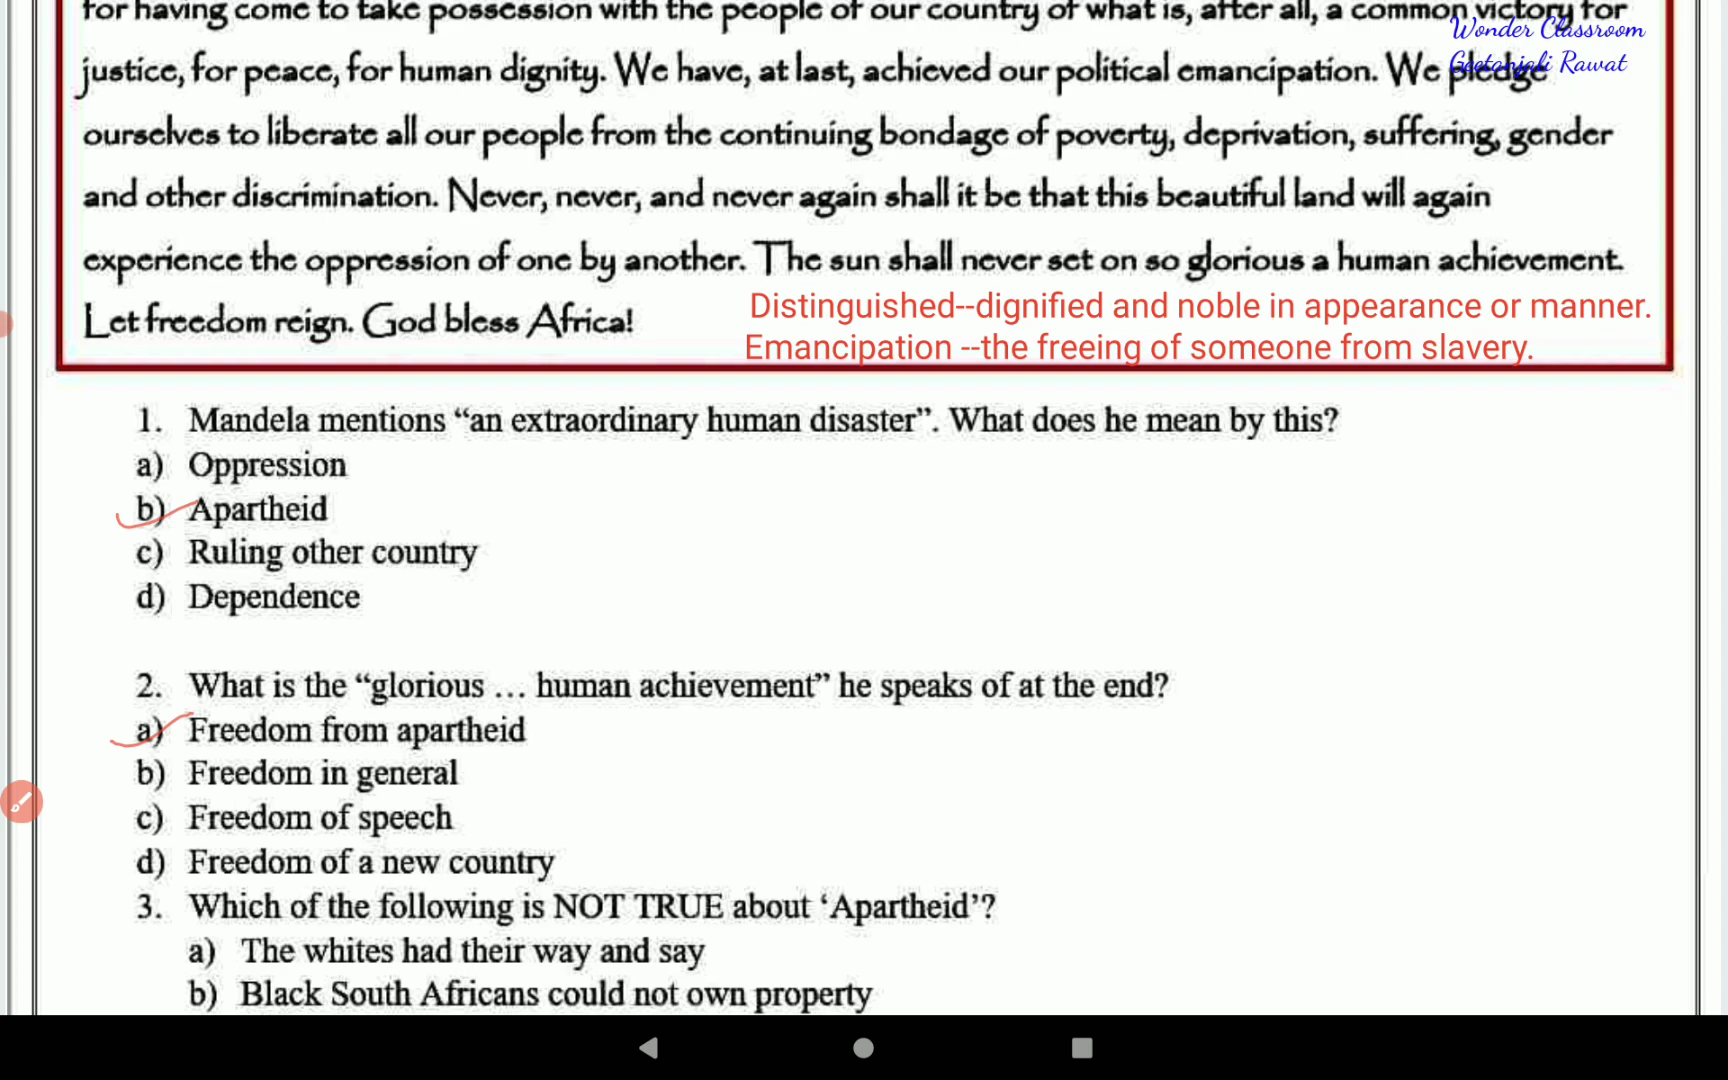 for having come to take possession with the people of our country of what is, after all, a common victory for
Wonder Classroom
justice, for peace, for human dignity. We have, at last, achieved our political emancipation. We pledge
Geetanjali Rawat
ourselves to liberate all our people from the continuing bondage of poverty, deprivation, suffering, gender
and other discrimination. Never, never, and never again shall it be that this beautiful land will again
experience the oppression of one by another. The sun shall never set on so glorious a human achievement.
Let freedom reign. God bless Africa!
Distinguished--dignified and noble in appearance or manner.
Emancipation --the freeing of someone from slavery.
1. Mandela mentions “an extraordinary human disaster”. What does he mean by this?
a) Oppression
b) Apartheid
c) Ruling other country
d) Dependence
2. What is the “glorious … human achievement” he speaks of at the end?
a) Freedom from apartheid
b) Freedom in general
c) Freedom of speech
d) Freedom of a new country
3. Which of the following is NOT TRUE about ‘Apartheid’?
a) The whites had their way and say
b) Black South Africans could not own property